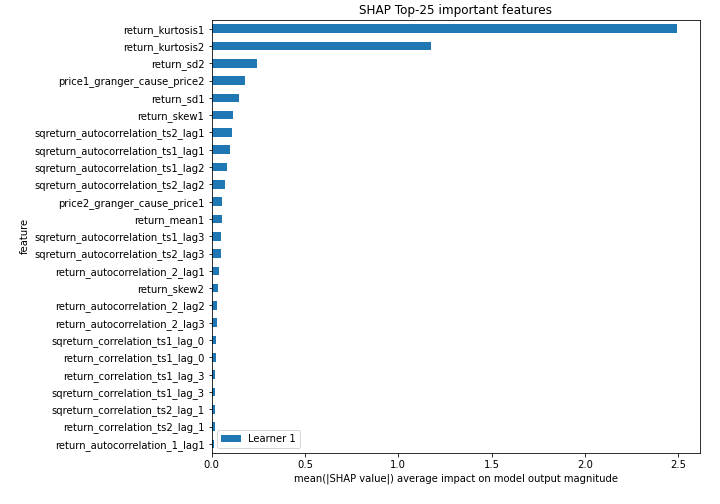 SHAP Top-25 important features
return_kurtosis1
return_kurtosis2
return_sd2
price1_granger_cause_price2
return_sd1
return_skew1
sqreturn_autocorrelation_ts2_lag1
sqreturn_autocorrelation_ts1_lag1
sqreturn_autocorrelation_ts1_lag2
sqreturn_autocorrelation_ts2_lag2
price2_granger_cause_price1
return_mean1
sqreturn_autocorrelation_ts1_lag3
sqreturn_autocorrelation_ts2_lag3
return_autocorrelation_2_lag1
return_skew2
return_autocorrelation_2_lag2
return_autocorrelation_2_lag3
sqreturn_correlation_ts1_lag_0
return_correlation_ts1_lag_0
return_correlation_ts1_lag_3
sqreturn_correlation_ts1_lag_3
sqreturn_correlation_ts2_lag_1
return_correlation_ts2_lag_1
return_autocorrelation_1_lag1
feature
Learner 1
0.0 0.5 1.0 1.5 2.0 2.5
mean(|SHAP value|) average impact on model output magnitude